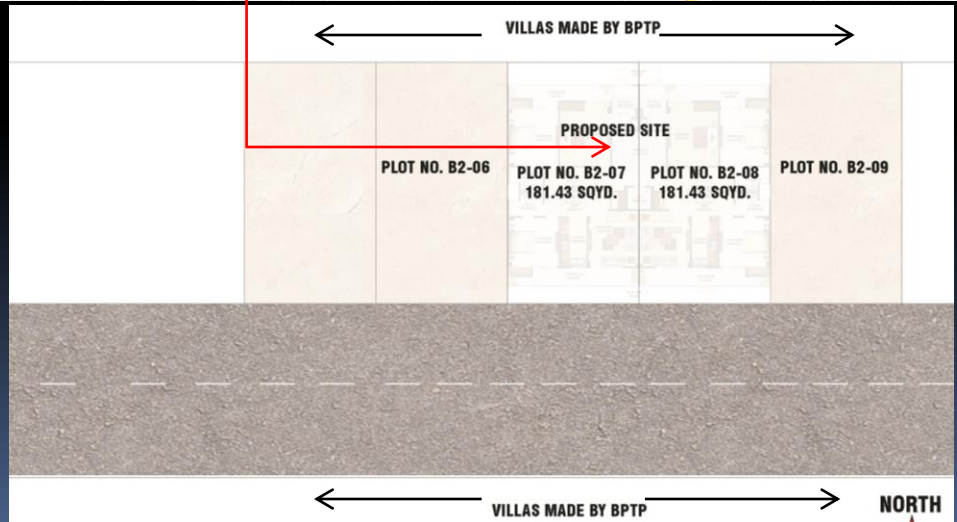 VILLAS MADE BY BPTP
PROPOSED SITE
PLOT NO. B2-06
PLOT NO. B2-07
181.43 SQYD.
PLOT NO. B2-08
181.43 SQYD.
PLOT NO. B2-09
VILLAS MADE BY BPTP
NORTH